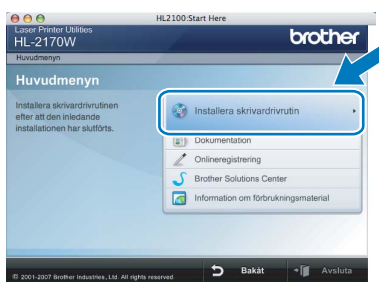 HL2100:Start Here
Laser Printer Utilities
HL-2170W
brother
Huvudmenyn
Huvudmenyn
Installera skrivardrivrutinen
efter att den inledande
installationen har slutförts.
Installera skrivardrivrutin
Dokumentation
Onlineregistrering
Brother Solutions Center
Information om förbrukningsmaterial
© 2001-2007 Brother Industries, Ltd. All rights reserved.
Bakåt
Avsluta